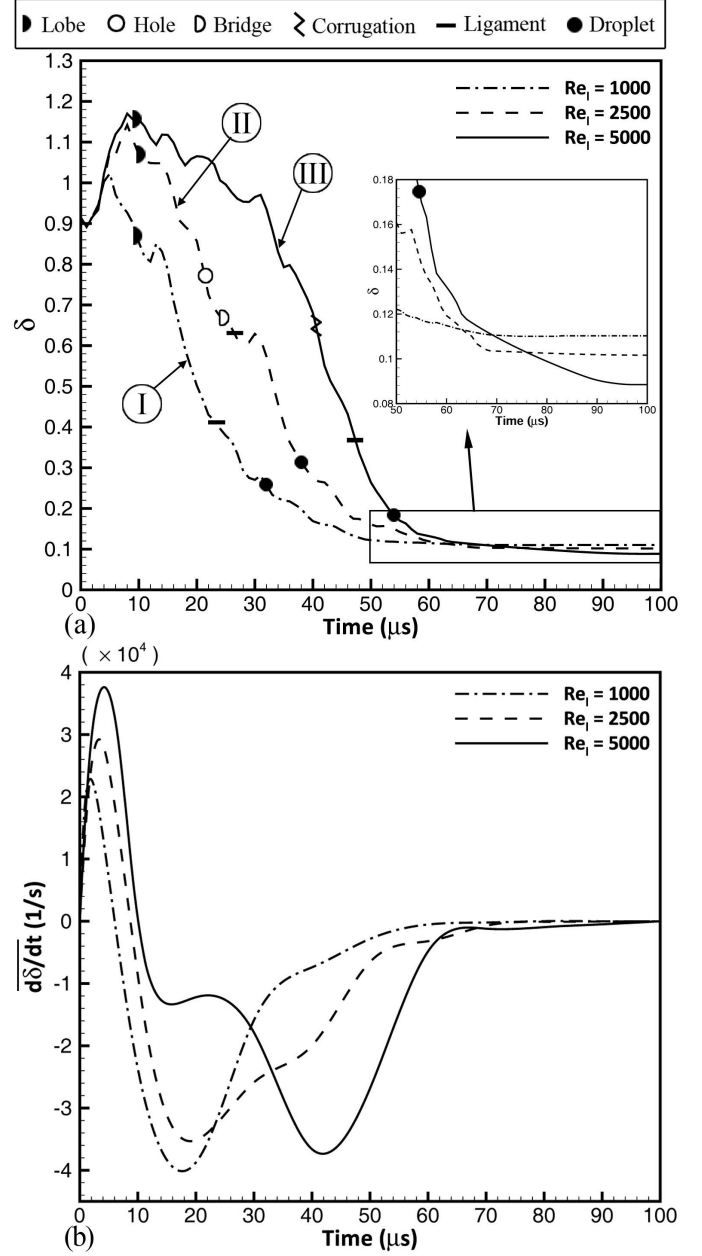 Lobe Hole Bridge Corrugation Ligament Droplet
1.3
1.2
1.1
1
0.9
0.8
0.7
0.6
0.5
0.4
0.3
0.2
0.1
0
δ
Re_l = 1000
Re_l = 2500
Re_l = 5000
II
III
I
0.18
0.16
0.14
0.12
0.1
0.08
δ
50 60 70 80 90 100
Time (μs)
0 10 20 30 40 50 60 70 80 90 100
(a) Time (μs)
( × 10⁴ )
4
3
2
1
0
-1
-2
-3
-4
dδ/dt (1/s)
Re_l = 1000
Re_l = 2500
Re_l = 5000
0 10 20 30 40 50 60 70 80 90 100
(b) Time (μs)